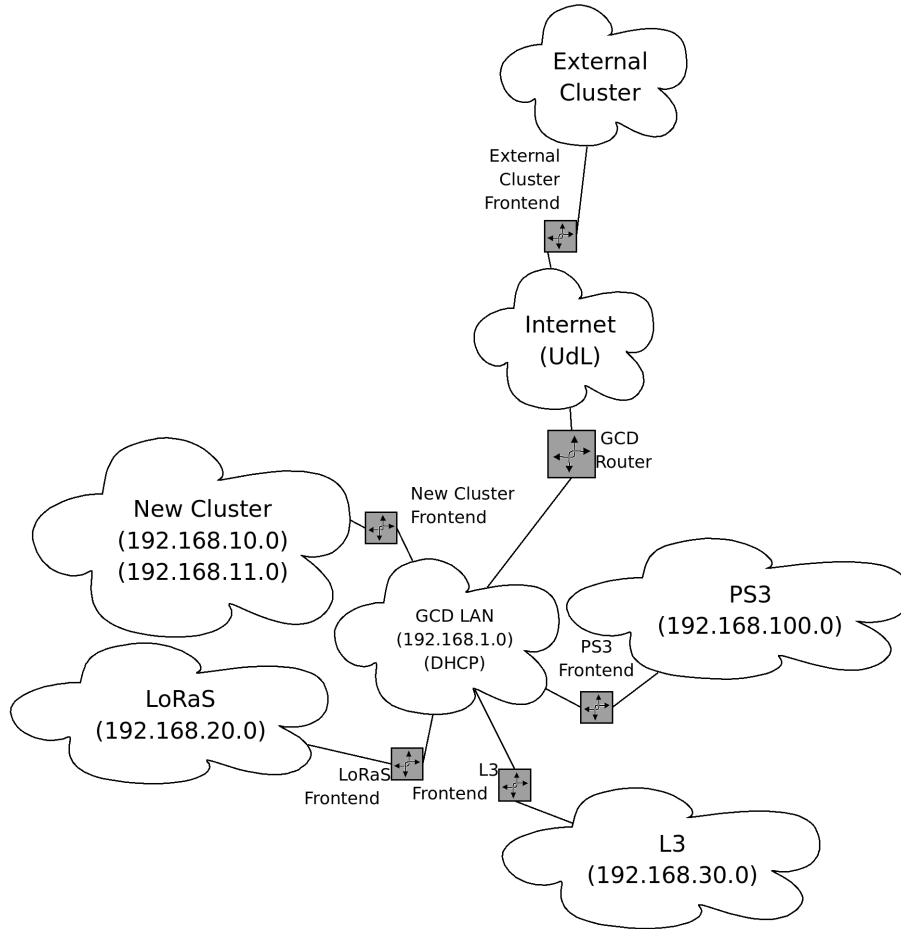 External
Cluster
External
Cluster
Frontend
Internet
(UdL)
GCD
Router
New Cluster
(192.168.10.0)
(192.168.11.0)
New Cluster
Frontend
GCD LAN
(192.168.1.0)
(DHCP)
PS3
(192.168.100.0)
PS3
Frontend
LoRaS
(192.168.20.0)
LoRaS
Frontend
L3
Frontend
L3
(192.168.30.0)